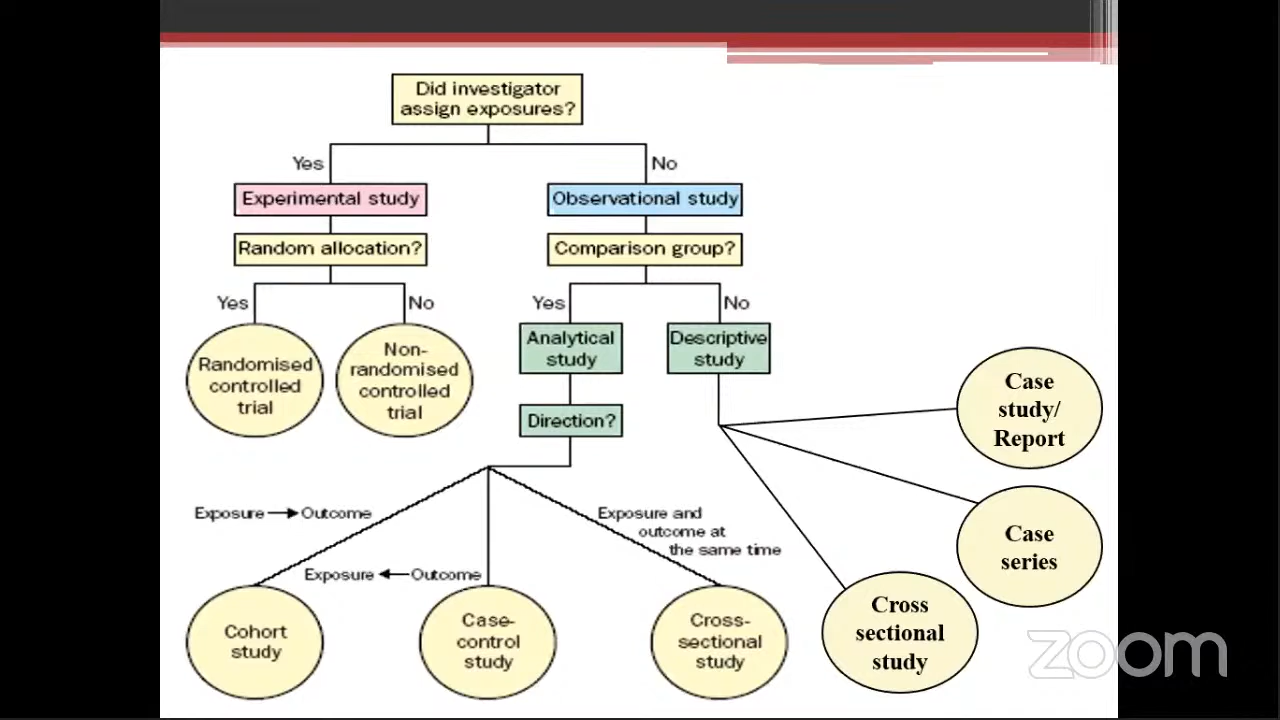 Did investigator
assign exposures?
Yes
No
Experimental study
Observational study
Random allocation?
Comparison group?
Yes
No
Yes
No
Randomised
controlled
trial
Non-
randomised
controlled
trial
Analytical
study
Descriptive
study
Direction?
Case
study/
Report
Exposure → Outcome
Exposure and
outcome at
the same time
Case
series
Exposure ← Outcome
Cohort
study
Case-
control
study
Cross-
sectional
study
Cross
sectional
study
zoom